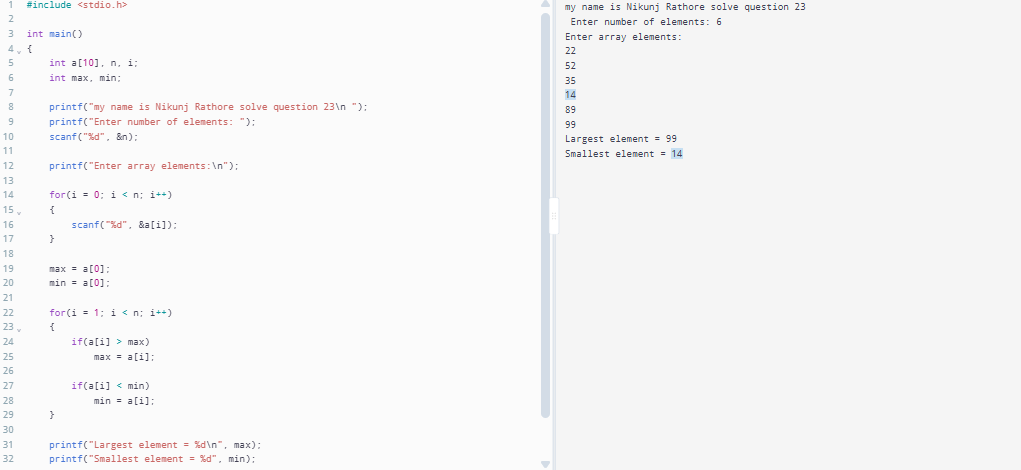 1 #include <stdio.h>
2
3 int main()
4 {
5 int a[10], n, i;
6 int max, min;
7
8 printf("my name is Nikunj Rathore solve question 23\n ");
9 printf("Enter number of elements: ");
10 scanf("%d", &n);
11
12 printf("Enter array elements:\n");
13
14 for(i = 0; i < n; i++)
15 {
16 scanf("%d", &a[i]);
17 }
18
19 max = a[0];
20 min = a[0];
21
22 for(i = 1; i < n; i++)
23 {
24 if(a[i] > max)
25 max = a[i];
26
27 if(a[i] < min)
28 min = a[i];
29 }
30
31 printf("Largest element = %d\n", max);
32 printf("Smallest element = %d", min);
my name is Nikunj Rathore solve question 23
Enter number of elements: 6
Enter array elements:
22
52
35
14
89
99
Largest element = 99
Smallest element = 14